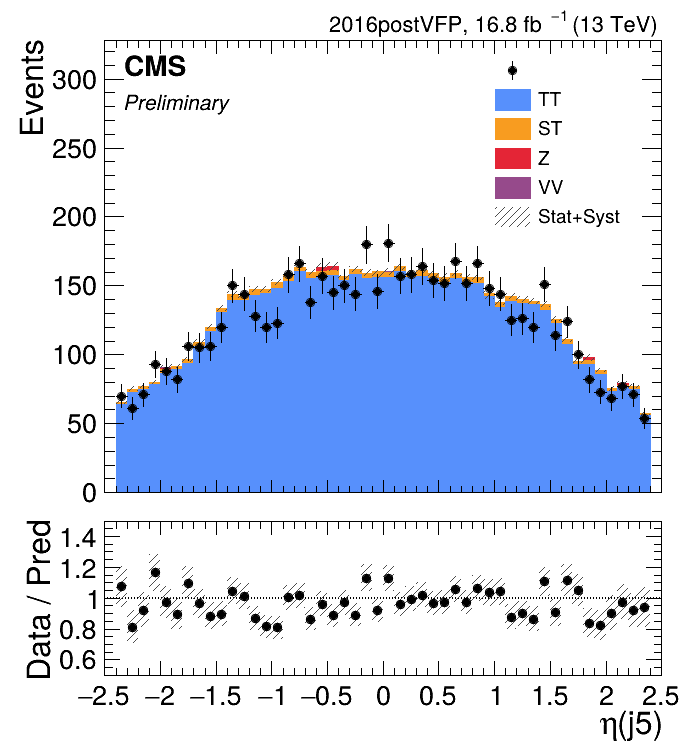 2016postVFP, 16.8 fb⁻¹ (13 TeV)
CMS
Preliminary
Events
300
250
200
150
100
50
0
TT
ST
Z
VV
Stat+Syst
Data / Pred
1.4
1.2
1
0.8
0.6
−2.5 −2 −1.5 −1 −0.5 0 0.5 1 1.5 2 2.5
η(j5)